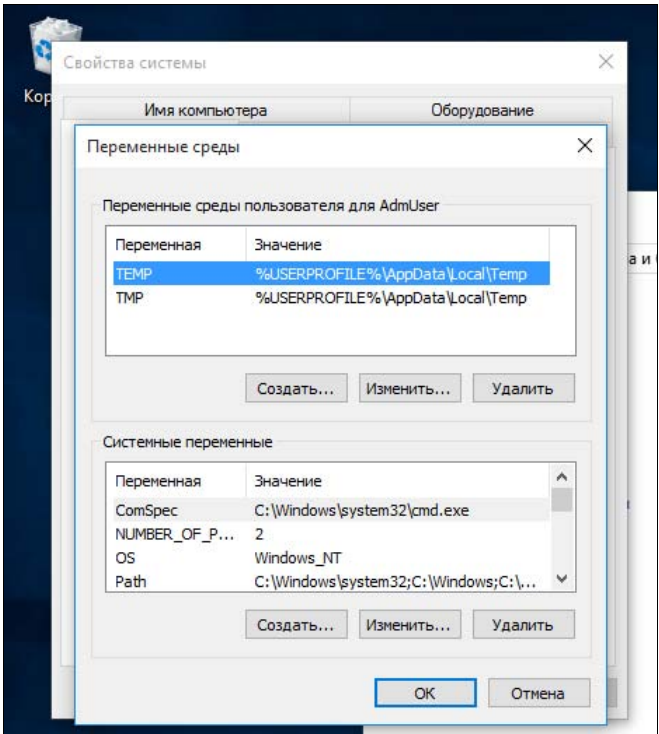 Кор
Свойства системы
Имя компьютера
Оборудование
Переменные среды
а и
Переменные среды пользователя для AdmUser
Переменная Значение
TEMP %USERPROFILE%\AppData\Local\Temp
TMP %USERPROFILE%\AppData\Local\Temp
Создать... Изменить... Удалить
Системные переменные
Переменная Значение
ComSpec C:\Windows\system32\cmd.exe
NUMBER_OF_P... 2
OS Windows_NT
Path C:\Windows\system32;C:\Windows;C:\...
Создать... Изменить... Удалить
ОК Отмена